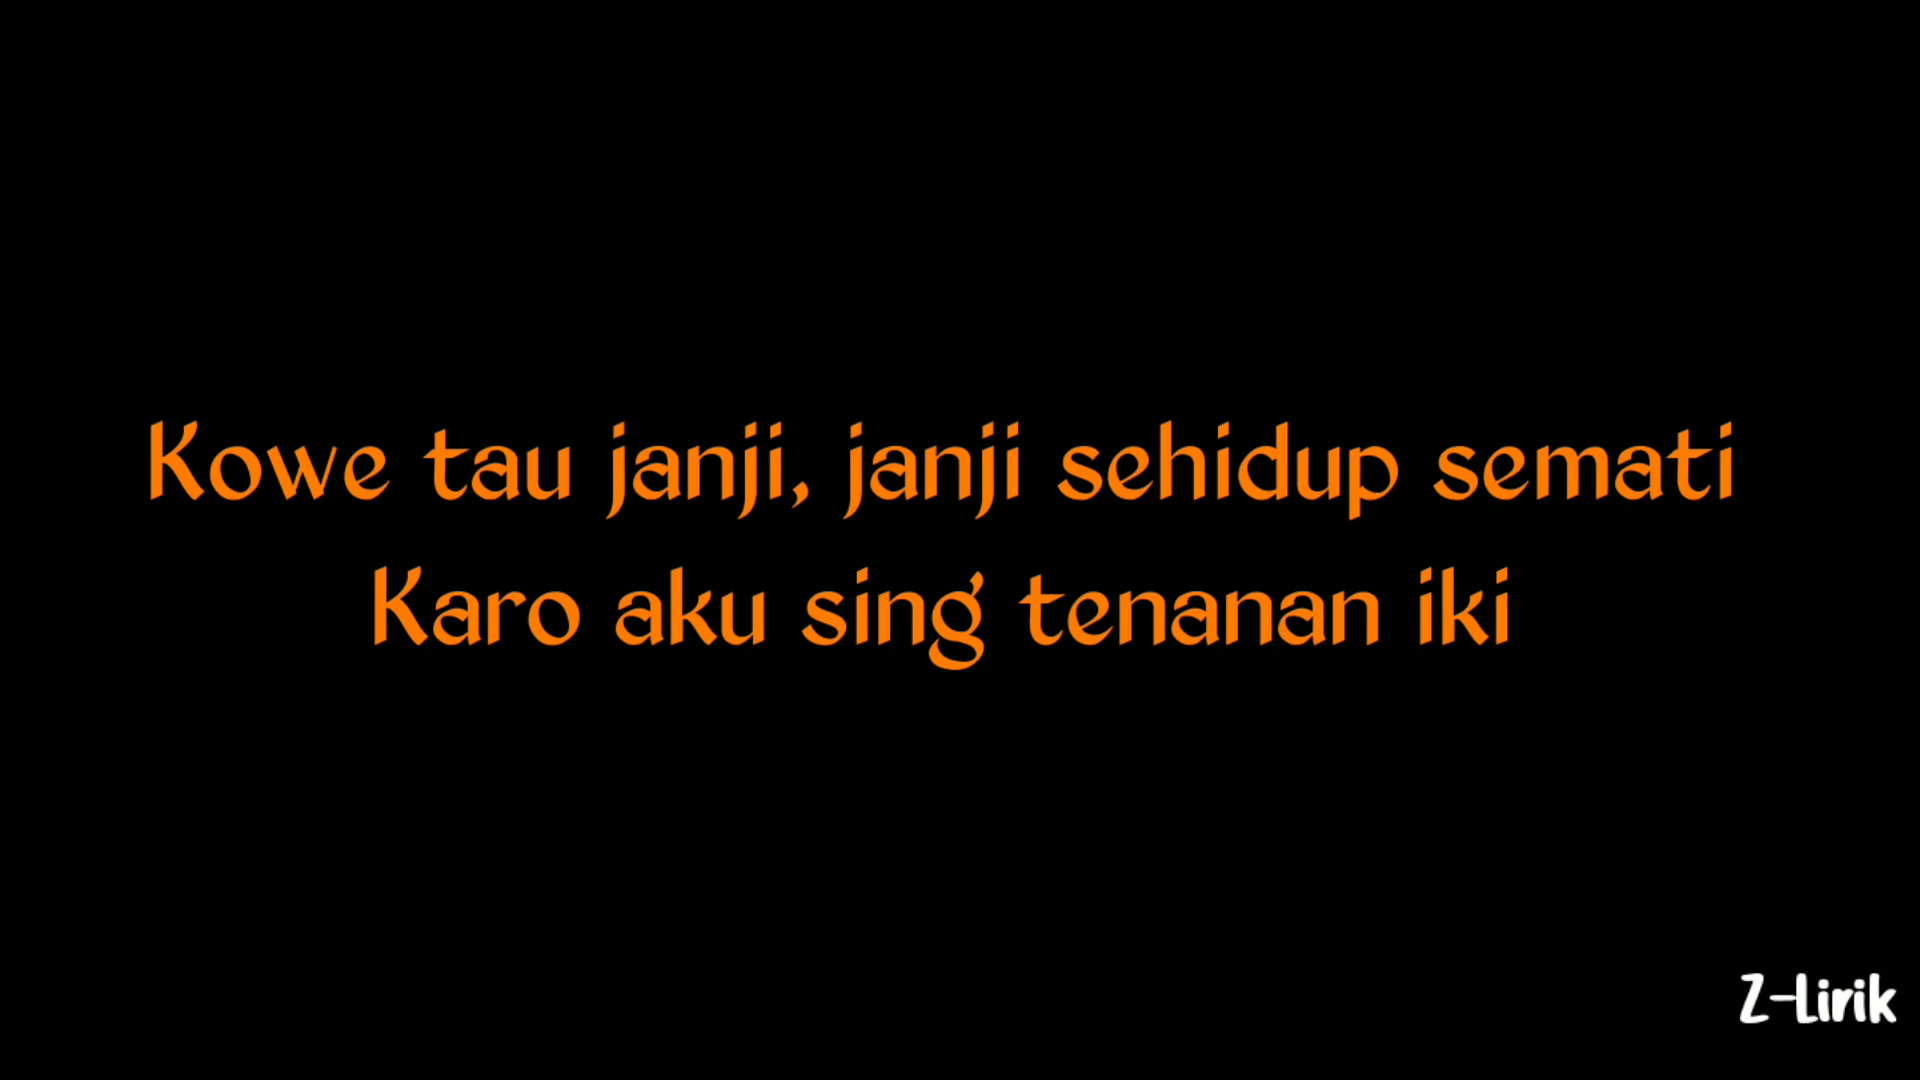 Kowe tau janji, janji sehidup semati
Karo aku sing tenanan iki
Z-Lirik